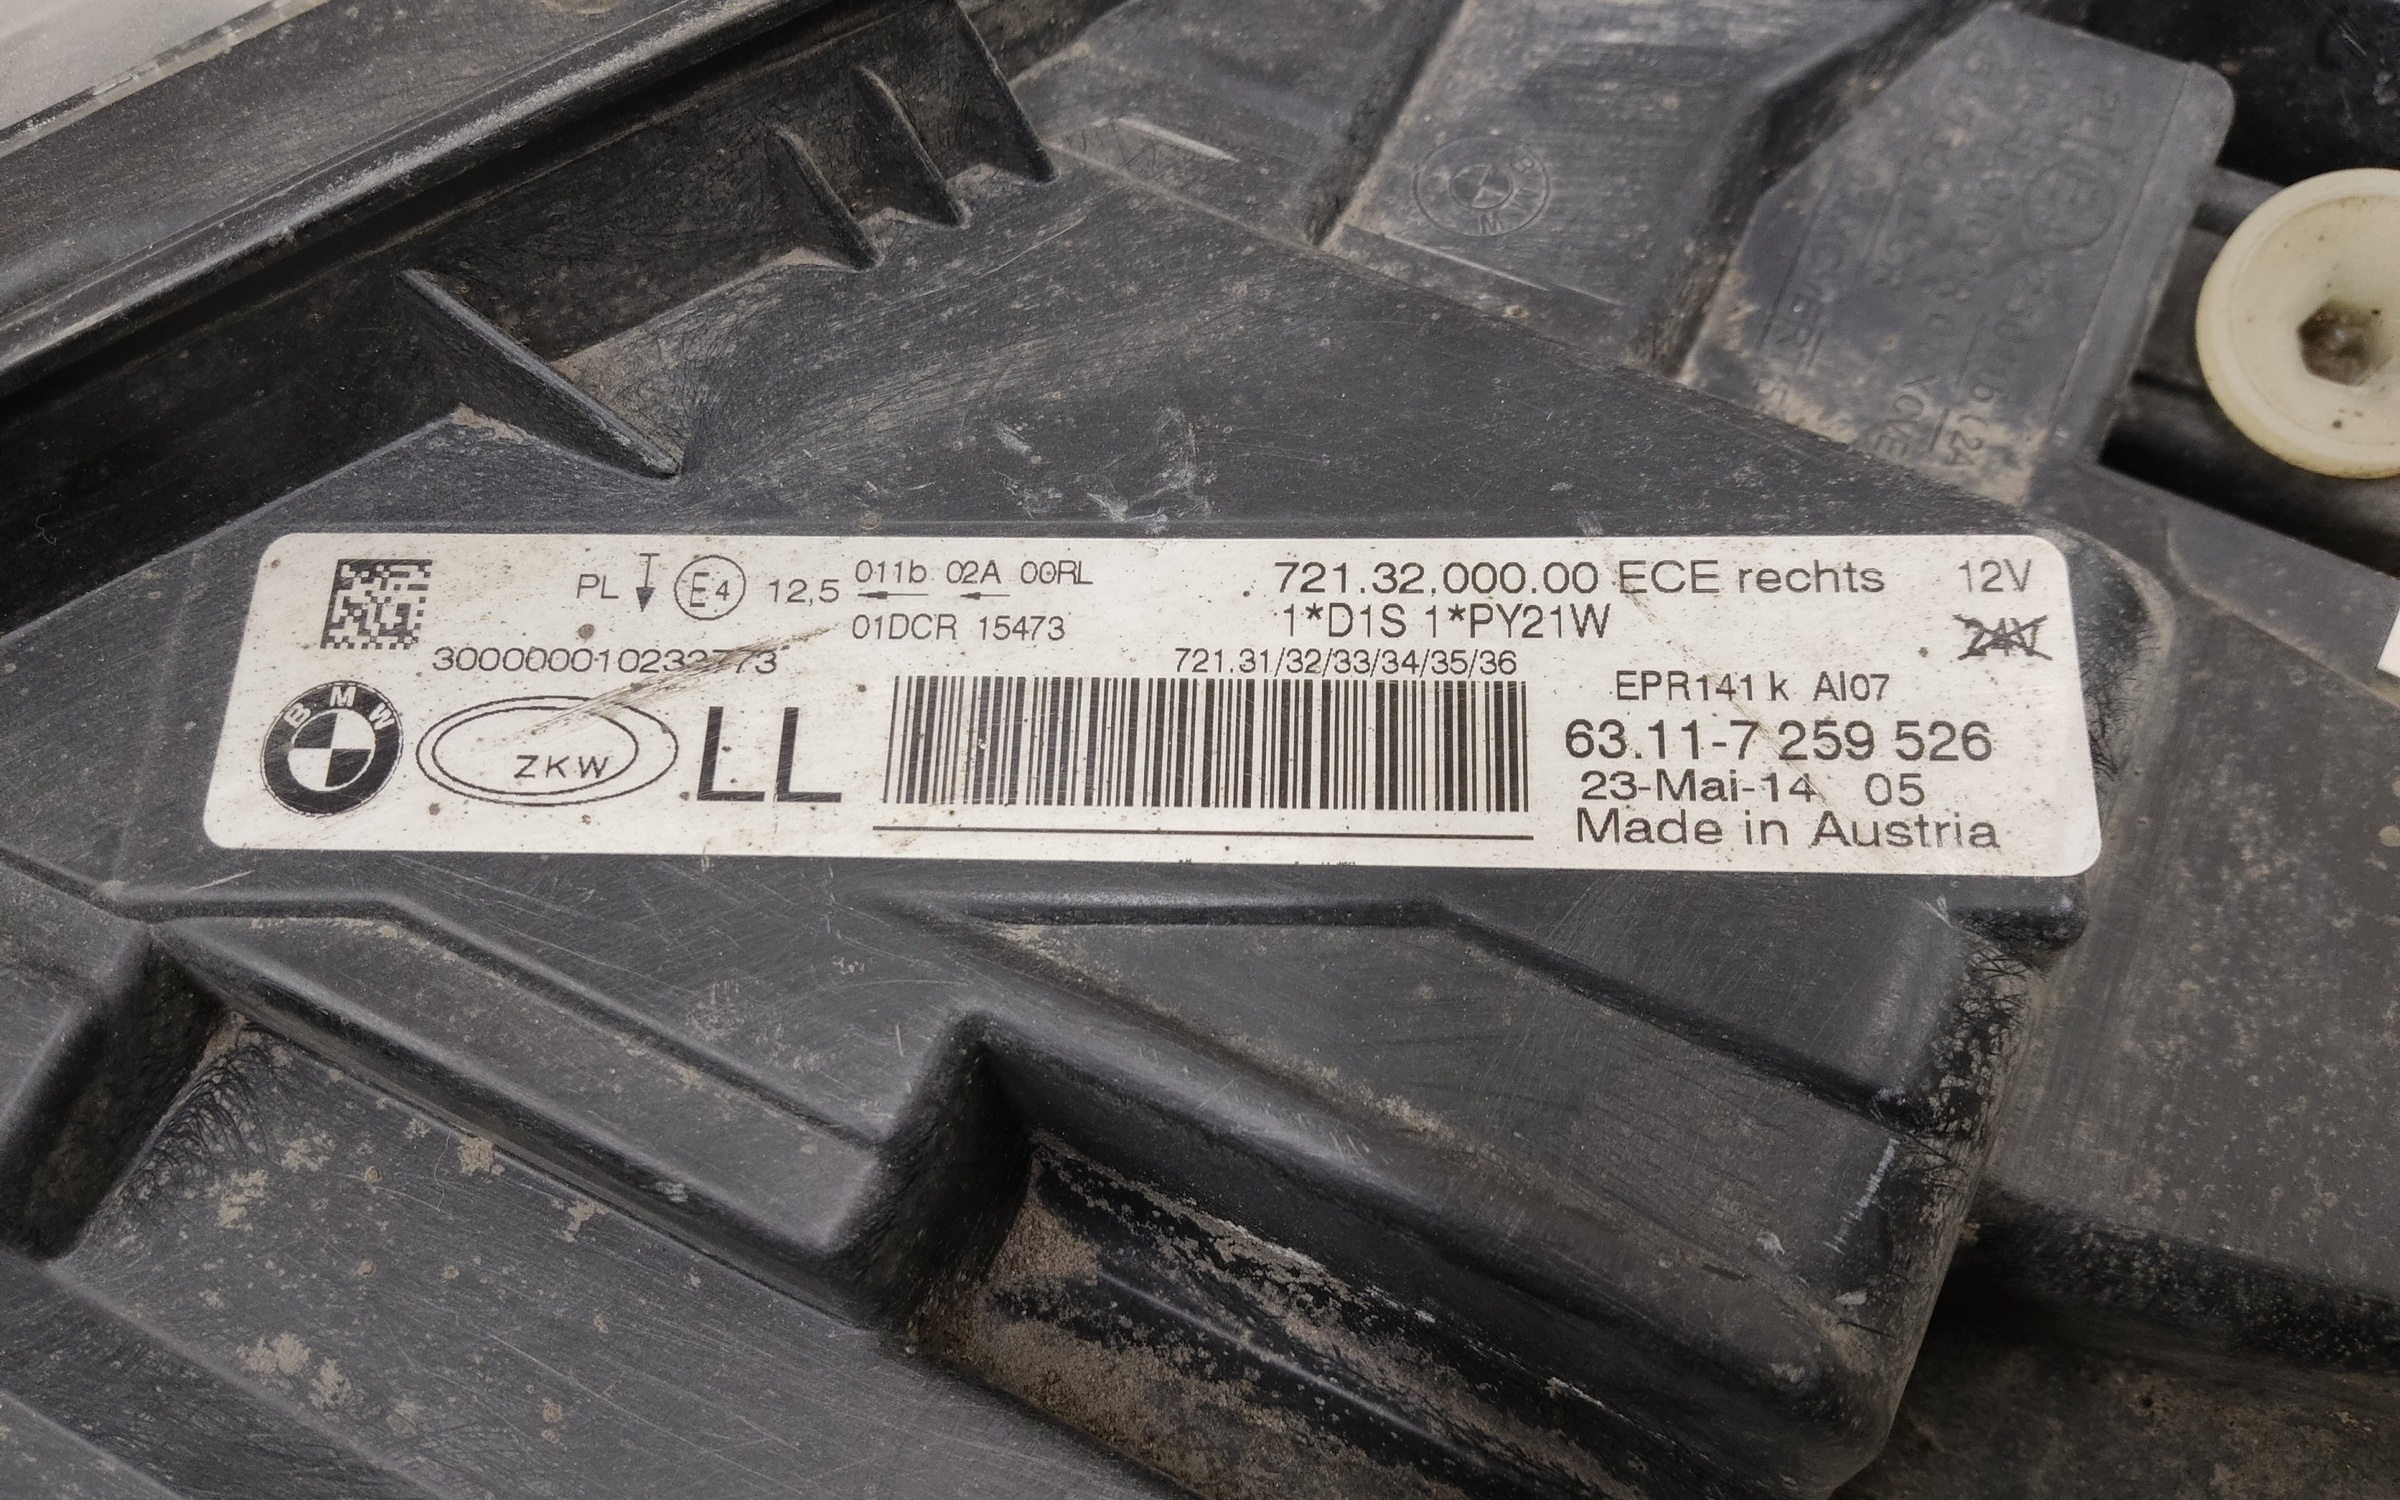 PL E4 12,5 011b 02A 00RL
01DCR 15473
721.32.000.00 ECE rechts 12V
1*D1S 1*PY21W 24V
721.31/32/33/34/35/36
EPR141 k AI07
BMW
ZKW
LL
63.11-7 259 526
23-Mai-14 05
Made in Austria
BMW